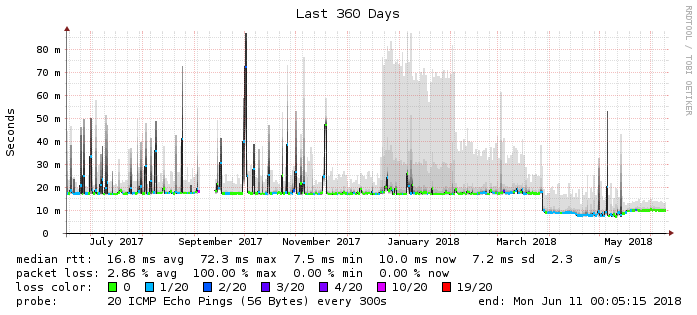 Last 360 Days
RRDTOOL / TOBI OETIKER
Seconds
80 m
70 m
60 m
50 m
40 m
30 m
20 m
10 m
0
July 2017 September 2017 November 2017 January 2018 March 2018 May 2018
median rtt: 16.8 ms avg 72.3 ms max 7.5 ms min 10.0 ms now 7.2 ms sd 2.3 am/s
packet loss: 2.86 % avg 100.00 % max 0.00 % min 0.00 % now
loss color: 0 1/20 2/20 3/20 4/20 10/20 19/20
probe: 20 ICMP Echo Pings (56 Bytes) every 300s end: Mon Jun 11 00:05:15 2018